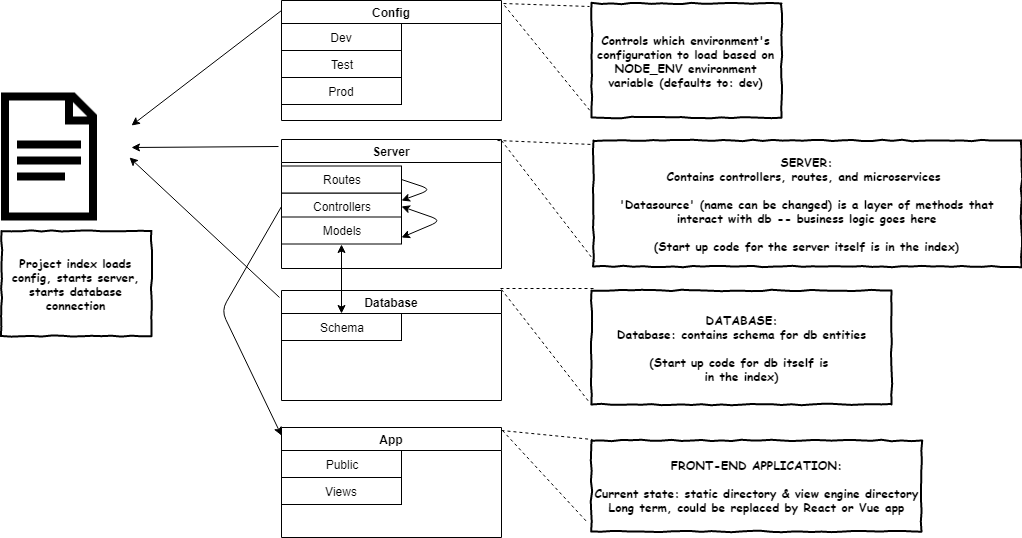 Config
Dev
Test
Prod
Controls which environment's
configuration to load based on
NODE_ENV environment
variable (defaults to: dev)
Project index loads
config, starts server,
starts database
connection
Server
Routes
Controllers
Models
SERVER:
Contains controllers, routes, and microservices
'Datasource' (name can be changed) is a layer of methods that
interact with db -- business logic goes here
(Start up code for the server itself is in the index)
Database
Schema
DATABASE:
Database: contains schema for db entities
(Start up code for db itself is
in the index)
App
Public
Views
FRONT-END APPLICATION:
Current state: static directory & view engine directory
Long term, could be replaced by React or Vue app